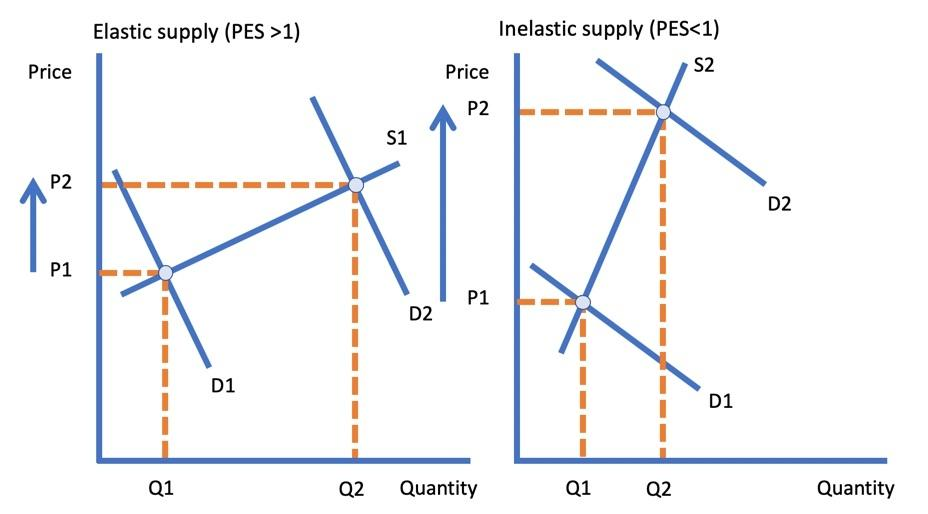 Elastic supply (PES >1)
Price
S1
P2
P1
D2
D1
Q1
Q2
Quantity
Inelastic supply (PES<1)
Price
S2
P2
D2
P1
D1
Q1
Q2
Quantity